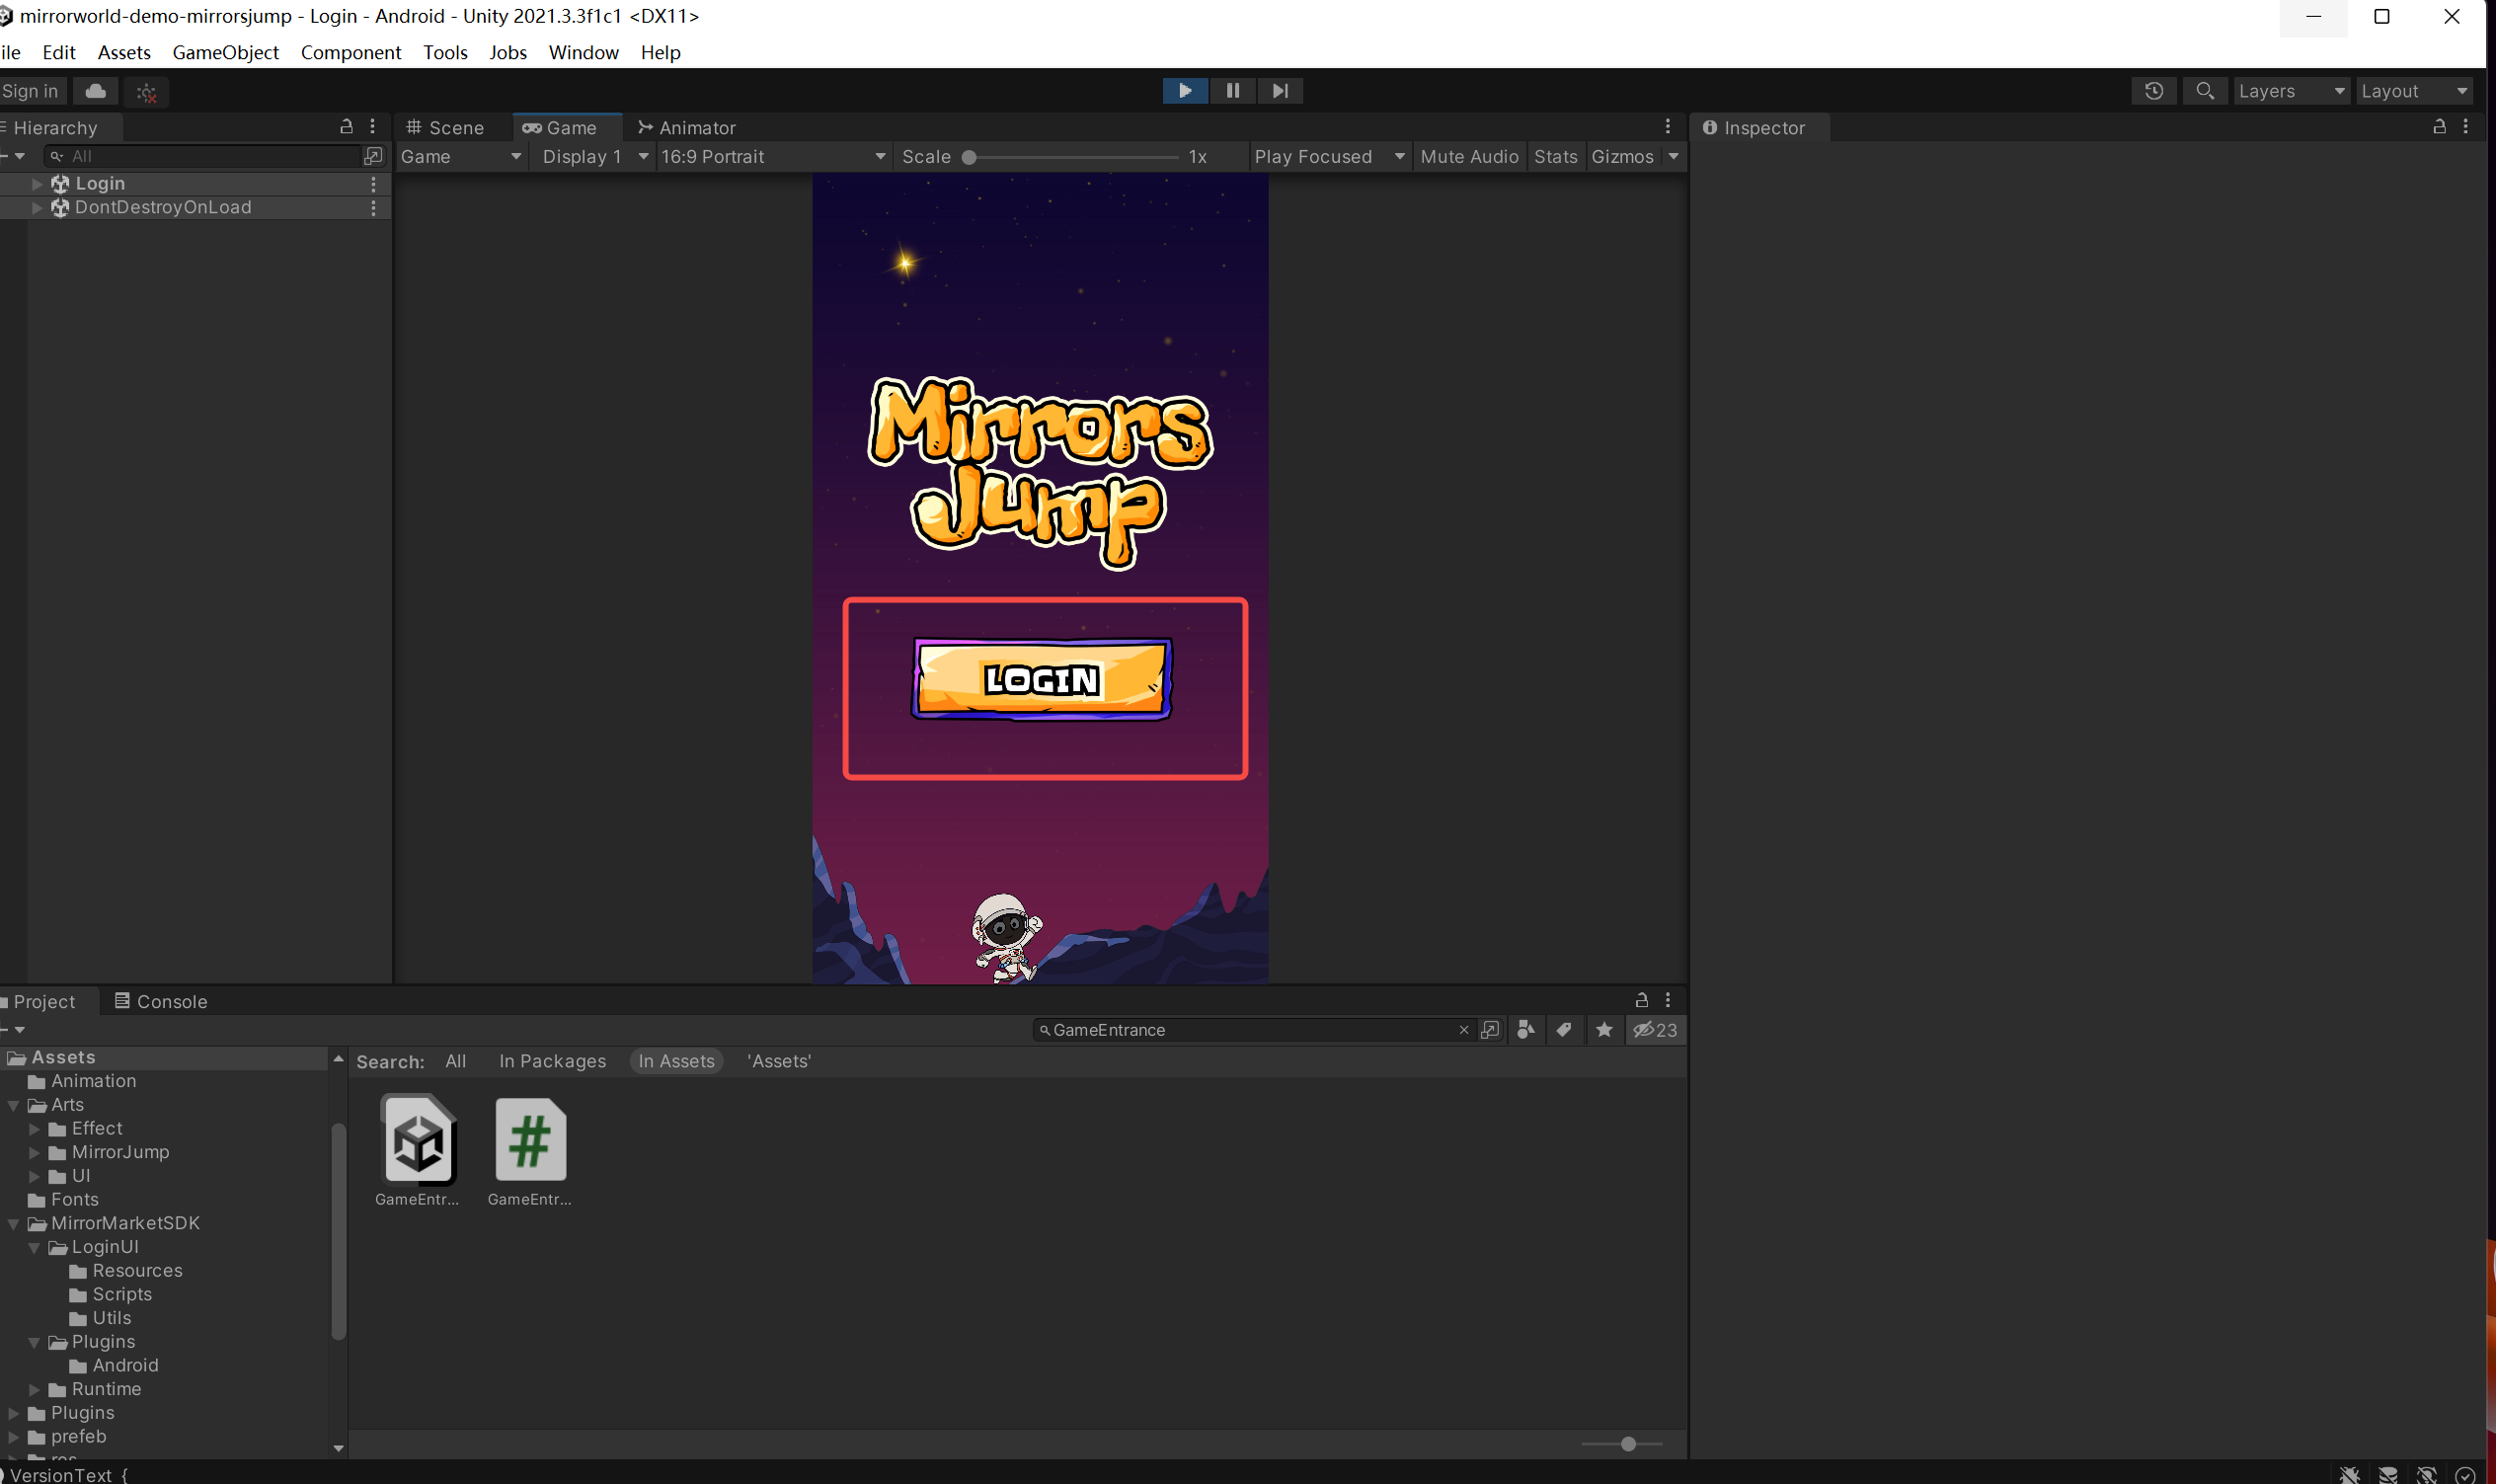 mirrorworld-demo-mirrorsjump - Login - Android - Unity 2021.3.3f1c1 <DX11>
ile Edit Assets GameObject Component Tools Jobs Window Help
Sign in Layers Layout
Hierarchy
Scene Game Animator
Inspector
All
Game Display 1 16:9 Portrait Scale 1x Play Focused Mute Audio Stats Gizmos
Login
DontDestroyOnLoad
Mirrors
Jump
LOGIN
Project Console
GameEntrance
23
Assets
Search: All In Packages In Assets 'Assets'
Animation
Arts
Effect
MirrorJump
UI
Fonts
MirrorMarketSDK
LoginUI
Resources
Scripts
Utils
Plugins
Android
Runtime
Plugins
prefeb
res
GameEntr...
GameEntr...
VersionText {